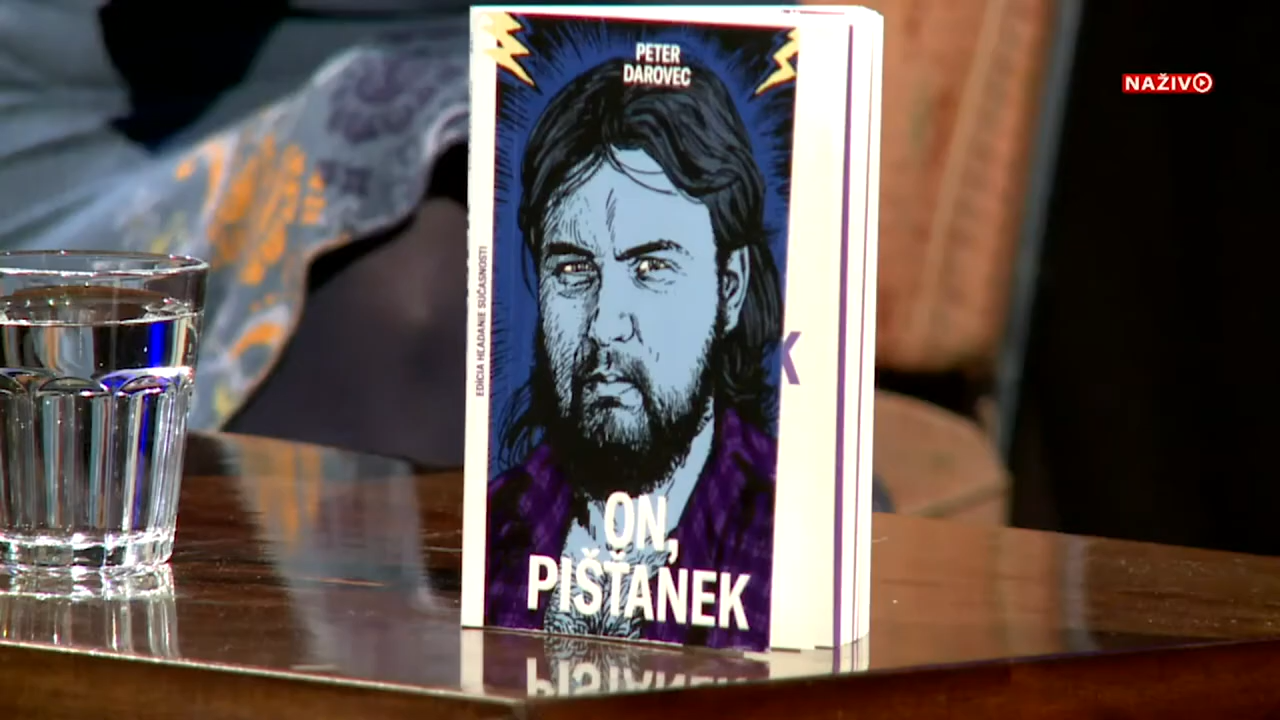 NAŽIVO
PETER
DAROVEC
EDÍCIA HĽADANIE SÚČASNOSTI
ON,
PIŠŤANEK
K